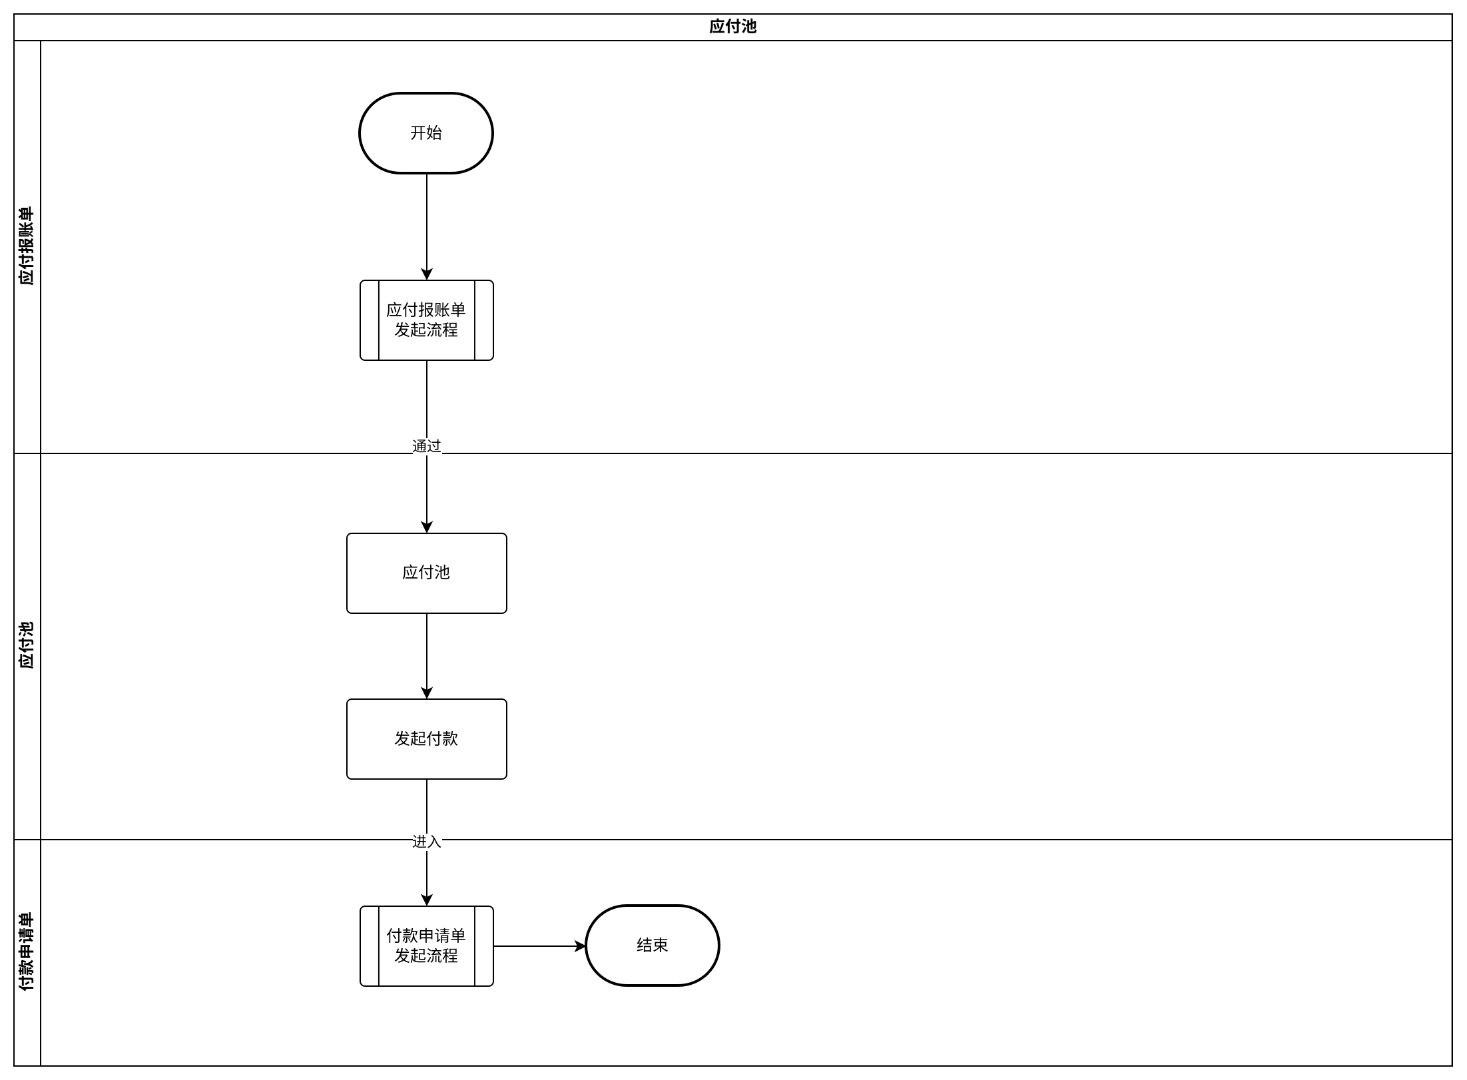 应付池
应付报账单
开始
应付报账单
发起流程
通过
应付池
应付池
发起付款
进入
付款申请单
付款申请单
发起流程
结束